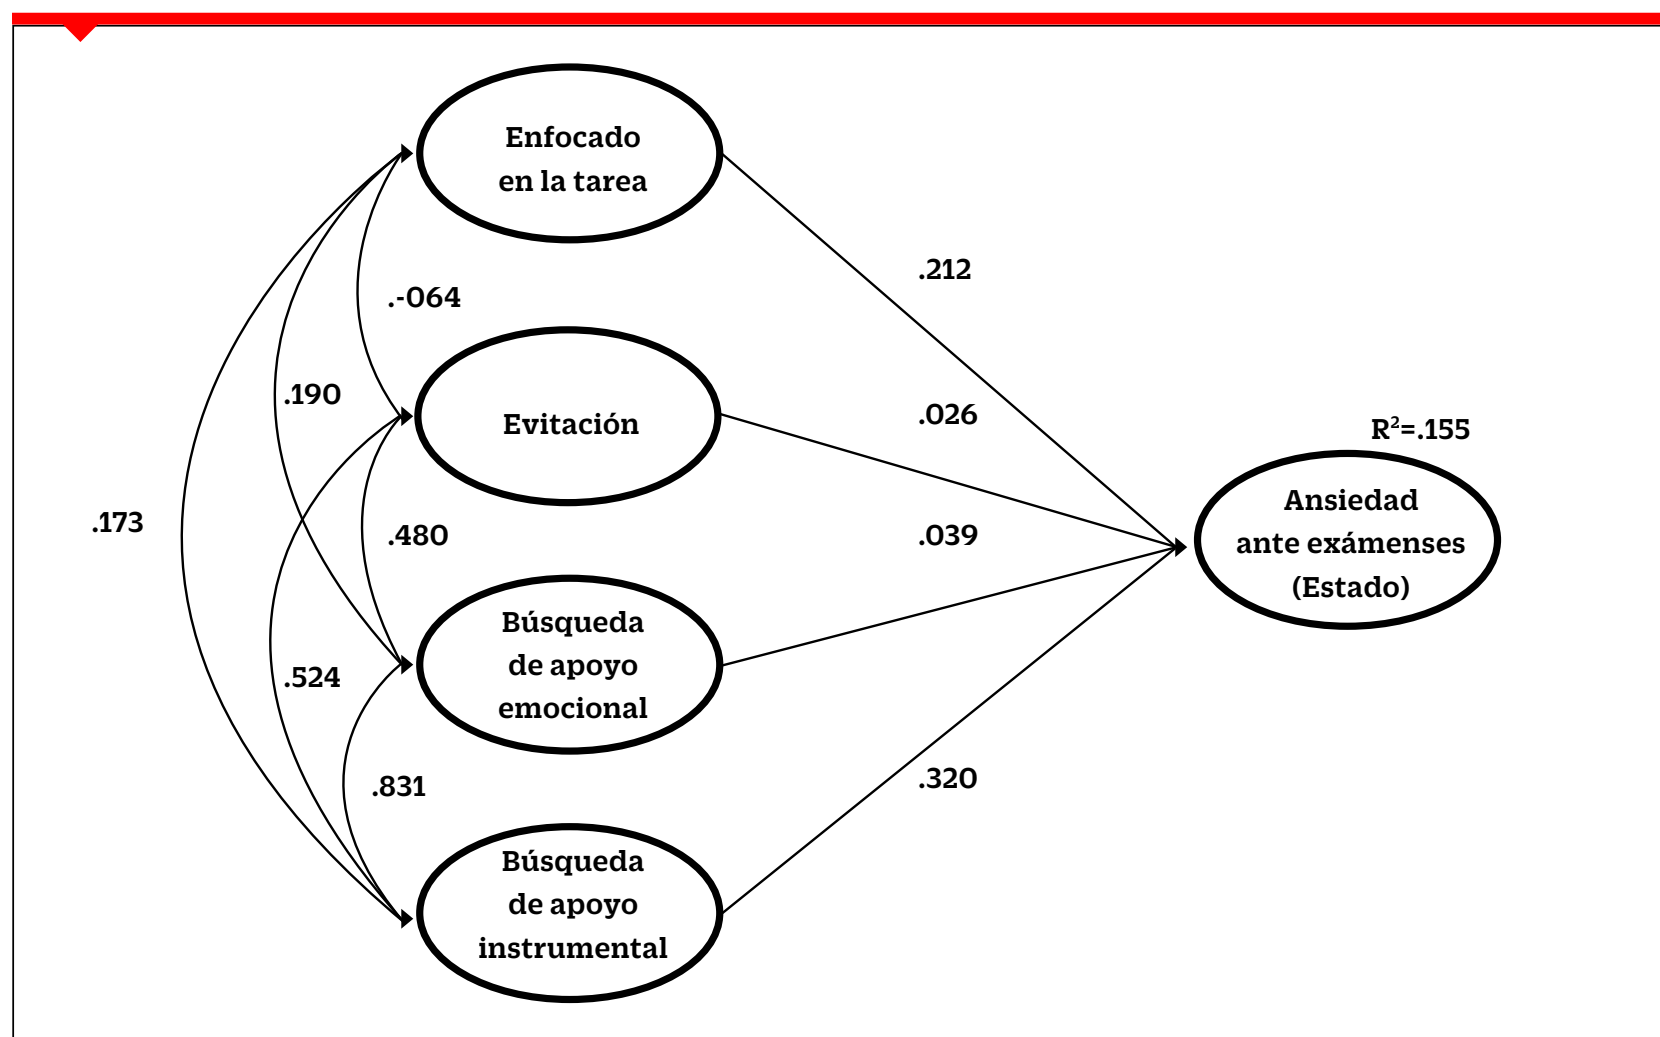 Enfocado
en la tarea
.212
.-064
.190
Evitación
.026
R²=.155
Ansiedad
ante exámenses
(Estado)
.173
.480
.039
Búsqueda
de apoyo
emocional
.524
.831
.320
Búsqueda
de apoyo
instrumental